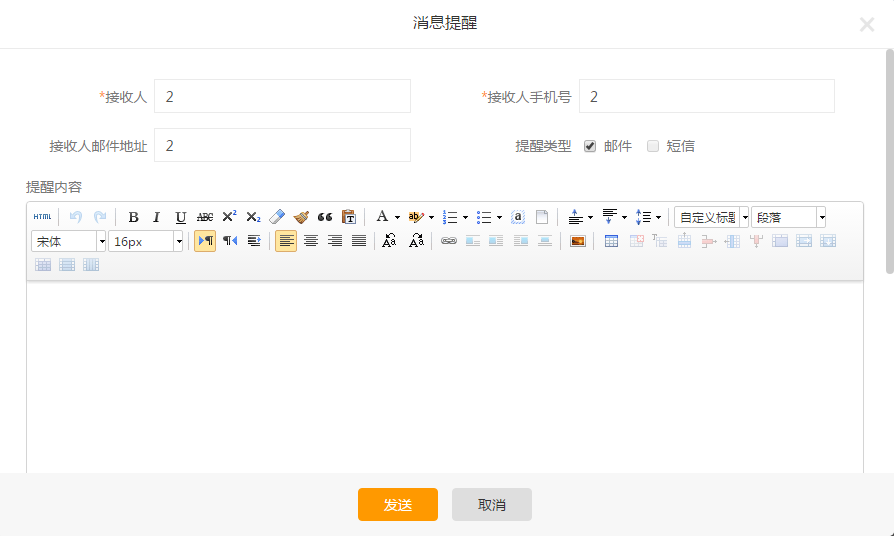 消息提醒
*接收人 2 *接收人手机号 2
接收人邮件地址 2 提醒类型 邮件 短信
提醒内容
HTML B I U ABC X² X₂ A ab 自定义标题 段落
宋体 16px
发送 取消